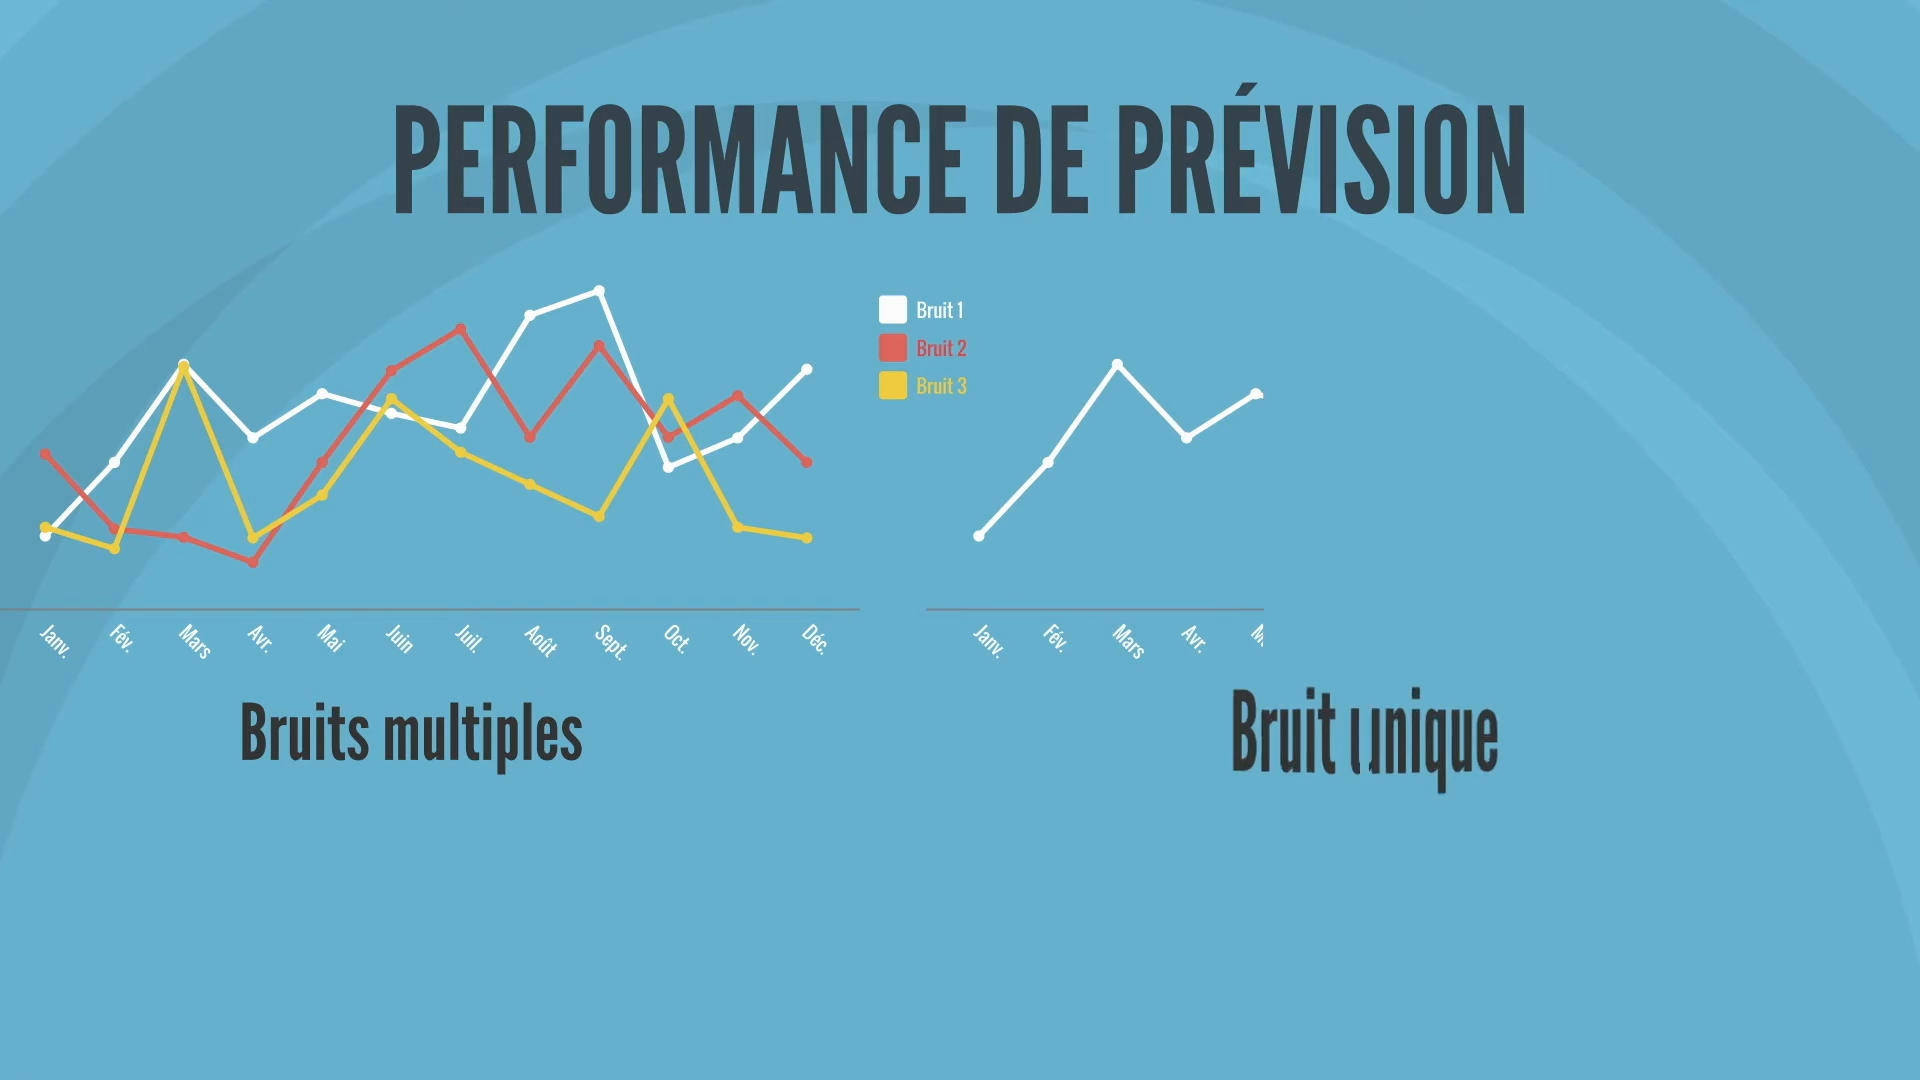 PERFORMANCE DE PRÉVISION
Bruit 1
Bruit 2
Bruit 3
Janv. Fév. Mars Avr. Mai Juin Juil. Août Sept. Oct. Nov. Déc.
Janv. Fév. Mars Avr.
Bruits multiples
Bruit unique